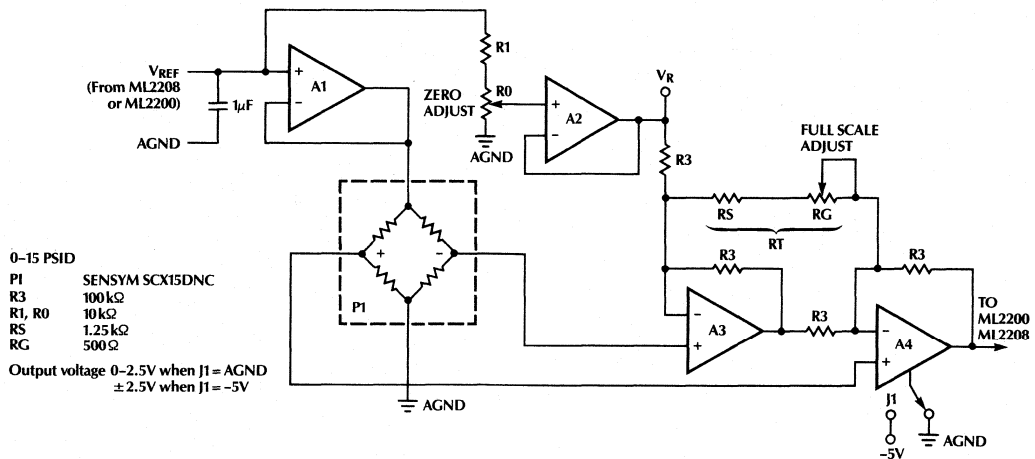 VREF
(From ML2208
or ML2200)
AGND
1μF
+
−
A1
R1
ZERO
ADJUST
R0
AGND
+
−
A2
VR
R3
FULL SCALE
ADJUST
RS
RG
RT
R3
R3
+
−
P1
−
+
A3
R3
−
+
A4
TO
ML2200
ML2208
J1
−5V
AGND
AGND
0–15 PSID
PI SENSYM SCX15DNC
R3 100kΩ
R1, R0 10kΩ
RS 1.25kΩ
RG 500Ω
Output voltage 0–2.5V when J1 = AGND
± 2.5V when J1 = −5V